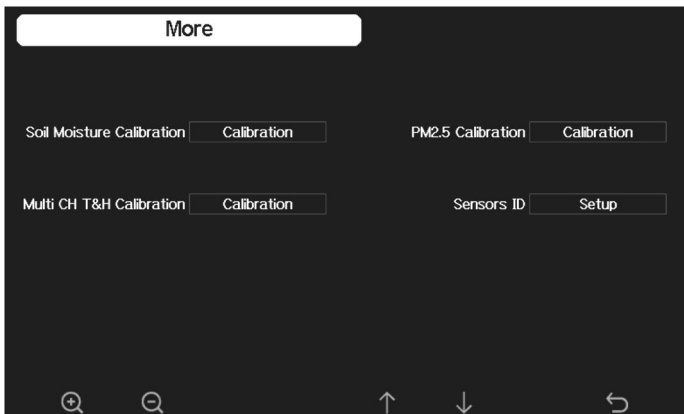 More
Soil Moisture Calibration Calibration PM2.5 Calibration Calibration
Multi CH T&H Calibration Calibration Sensors ID Setup